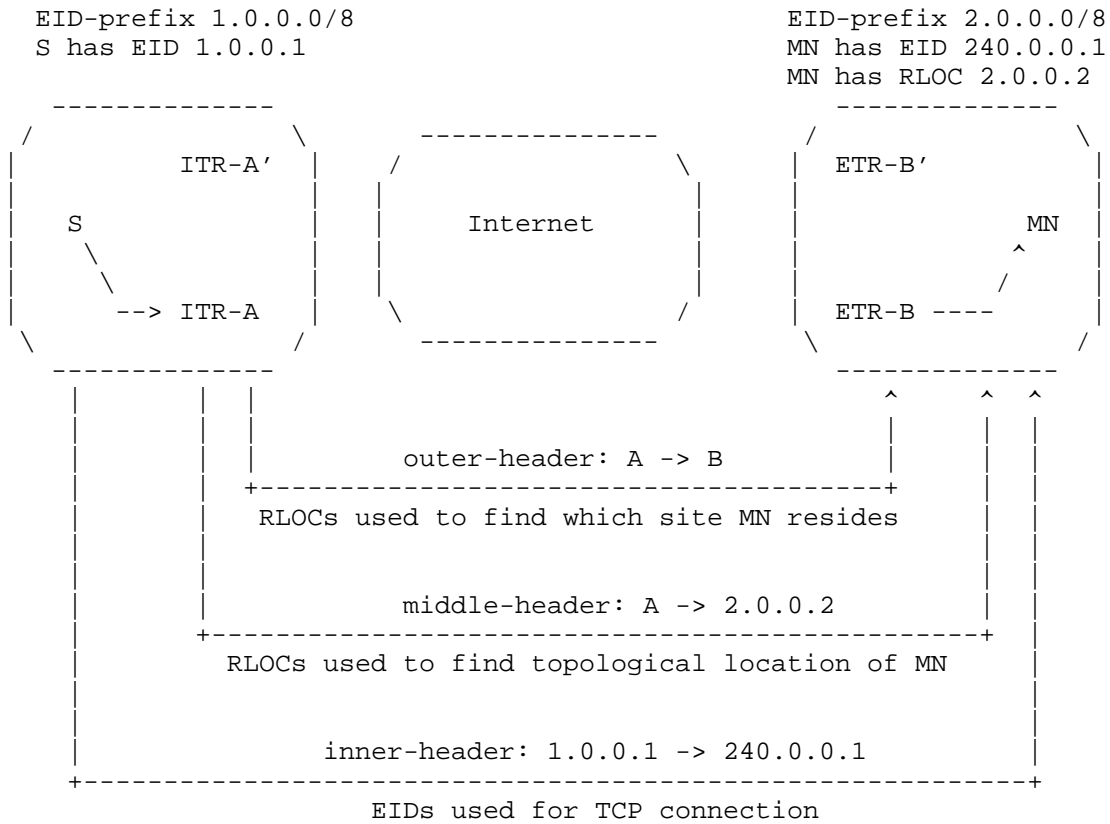 EID-prefix 1.0.0.0/8 EID-prefix 2.0.0.0/8
S has EID 1.0.0.1 MN has EID 240.0.0.1
MN has RLOC 2.0.0.2
ITR-A' ETR-B'
S Internet MN
--> ITR-A ETR-B ----
outer-header: A -> B
RLOCs used to find which site MN resides
middle-header: A -> 2.0.0.2
RLOCs used to find topological location of MN
inner-header: 1.0.0.1 -> 240.0.0.1
EIDs used for TCP connection